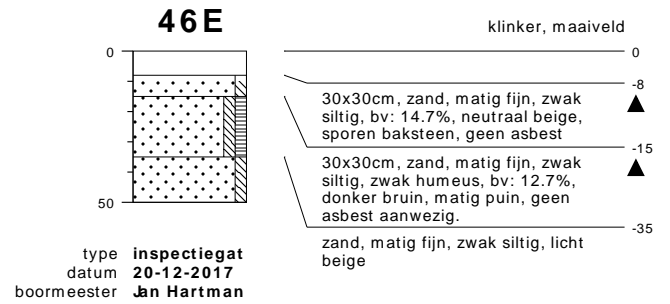 46E
klinker, maaiveld
0
0
-8
30x30cm, zand, matig fijn, zwak
siltig, bv: 14.7%, neutraal beige,
sporen baksteen, geen asbest
-15
30x30cm, zand, matig fijn, zwak
siltig, zwak humeus, bv: 12.7%,
donker bruin, matig puin, geen
asbest aanwezig.
-35
zand, matig fijn, zwak siltig, licht
beige
50
type inspectiegat
datum 20-12-2017
boormeester Jan Hartman